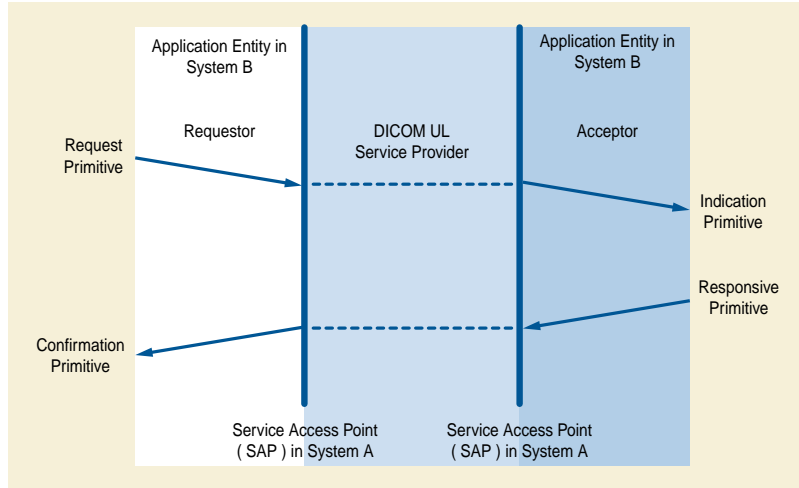 Application Entity in
System B
Application Entity in
System B
Requestor
DICOM UL
Service Provider
Acceptor
Request
Primitive
Indication
Primitive
Responsive
Primitive
Confirmation
Primitive
Service Access Point
( SAP ) in System A
Service Access Point
( SAP ) in System A